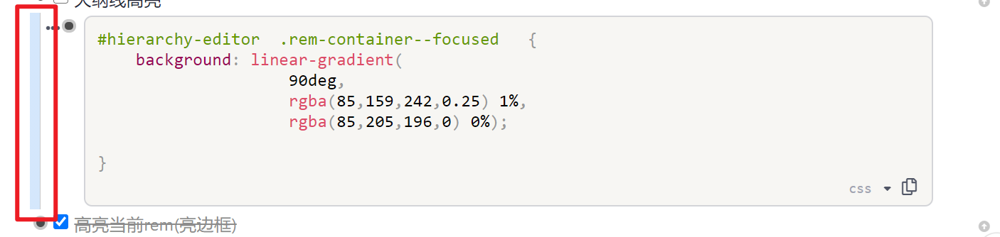 大纲线高亮
#hierarchy-editor .rem-container--focused {
background: linear-gradient(
90deg,
rgba(85,159,242,0.25) 1%,
rgba(85,205,196,0) 0%);
}
css
高亮当前rem(亮边框)